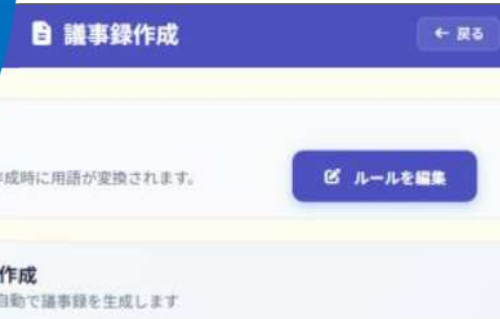 議事録作成
← 戻る
成時に用語が変換されます。
ルールを編集
作成
自動で議事録を生成します